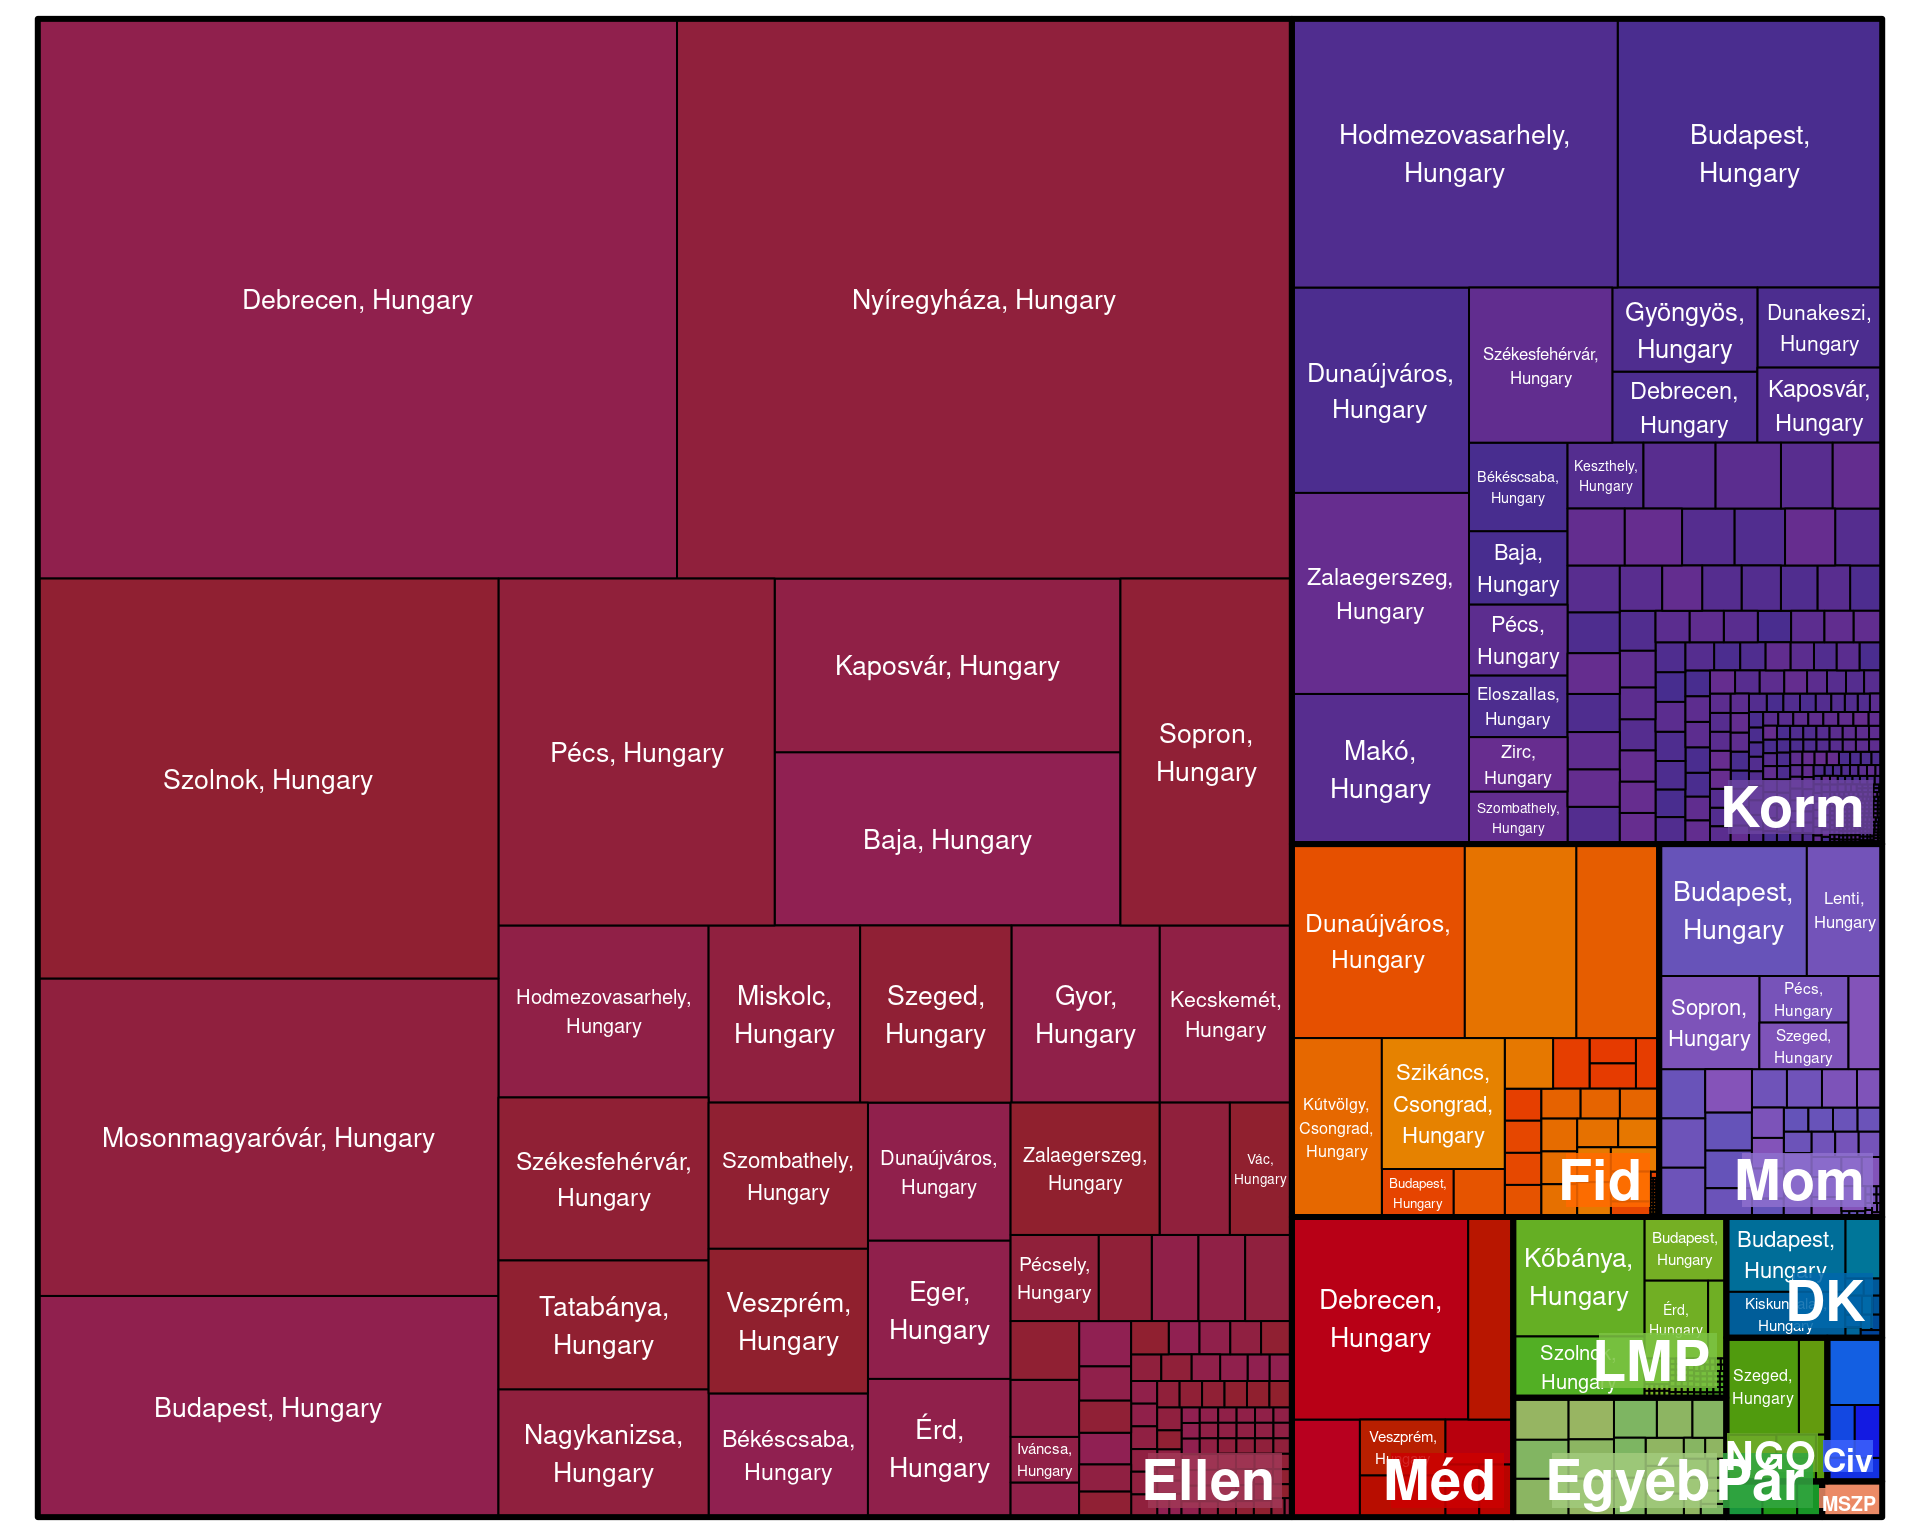 Debrecen, Hungary
Nyíregyháza, Hungary
Szolnok, Hungary
Mosonmagyaróvár, Hungary
Budapest, Hungary
Pécs, Hungary
Kaposvár, Hungary
Baja, Hungary
Sopron,
Hungary
Hodmezovasarhely,
Hungary
Miskolc,
Hungary
Szeged,
Hungary
Gyor,
Hungary
Kecskemét,
Hungary
Székesfehérvár,
Hungary
Szombathely,
Hungary
Dunaújváros,
Hungary
Zalaegerszeg,
Hungary
Vác,
Hungary
Tatabánya,
Hungary
Veszprém,
Hungary
Eger,
Hungary
Pécsely,
Hungary
Nagykanizsa,
Hungary
Békéscsaba,
Hungary
Érd,
Hungary
Iváncsa,
Hungary
Ellen
Hodmezovasarhely,
Hungary
Budapest,
Hungary
Dunaújváros,
Hungary
Székesfehérvár,
Hungary
Gyöngyös,
Hungary
Dunakeszi,
Hungary
Debrecen,
Hungary
Kaposvár,
Hungary
Zalaegerszeg,
Hungary
Békéscsaba,
Hungary
Keszthely,
Hungary
Baja,
Hungary
Pécs,
Hungary
Makó,
Hungary
Eloszallas,
Hungary
Zirc,
Hungary
Szombathely,
Hungary
Korm
Dunaújváros,
Hungary
Kútvölgy,
Csongrad,
Hungary
Szikáncs,
Csongrad,
Hungary
Budapest,
Hungary
Fid
Budapest,
Hungary
Lenti,
Hungary
Sopron,
Hungary
Pécs,
Hungary
Szeged,
Hungary
Mom
Debrecen,
Hungary
Veszprém,
Méd
Kőbánya,
Hungary
Budapest,
Hungary
Érd,
Hungary
Szolnok,
Hungary
LMP
Budapest,
Hungary
Hungary
DK
Szeged,
Hungary
NGO
Civ
Egyéb
Pár
MSZP